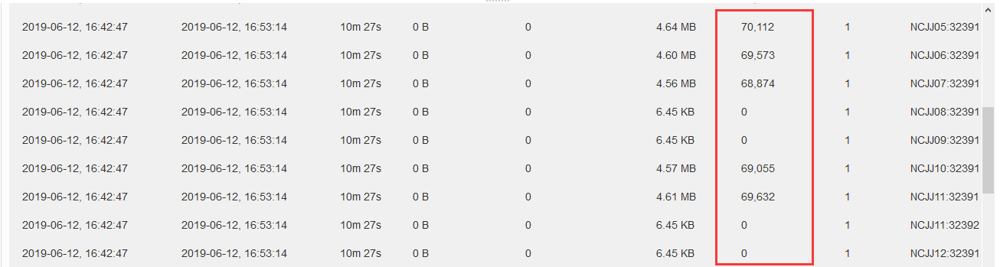 2019-06-12, 16:42:47 2019-06-12, 16:53:14 10m 27s 0 B 0 4.64 MB 70,112 1 NCJJ05:32391
2019-06-12, 16:42:47 2019-06-12, 16:53:14 10m 27s 0 B 0 4.60 MB 69,573 1 NCJJ06:32391
2019-06-12, 16:42:47 2019-06-12, 16:53:14 10m 27s 0 B 0 4.56 MB 68,874 1 NCJJ07:32391
2019-06-12, 16:42:47 2019-06-12, 16:53:14 10m 27s 0 B 0 6.45 KB 0 1 NCJJ08:32391
2019-06-12, 16:42:47 2019-06-12, 16:53:14 10m 27s 0 B 0 6.45 KB 0 1 NCJJ09:32391
2019-06-12, 16:42:47 2019-06-12, 16:53:14 10m 27s 0 B 0 4.57 MB 69,055 1 NCJJ10:32391
2019-06-12, 16:42:47 2019-06-12, 16:53:14 10m 27s 0 B 0 4.61 MB 69,632 1 NCJJ11:32391
2019-06-12, 16:42:47 2019-06-12, 16:53:14 10m 27s 0 B 0 6.45 KB 0 1 NCJJ11:32392
2019-06-12, 16:42:47 2019-06-12, 16:53:14 10m 27s 0 B 0 6.45 KB 0 1 NCJJ12:32391